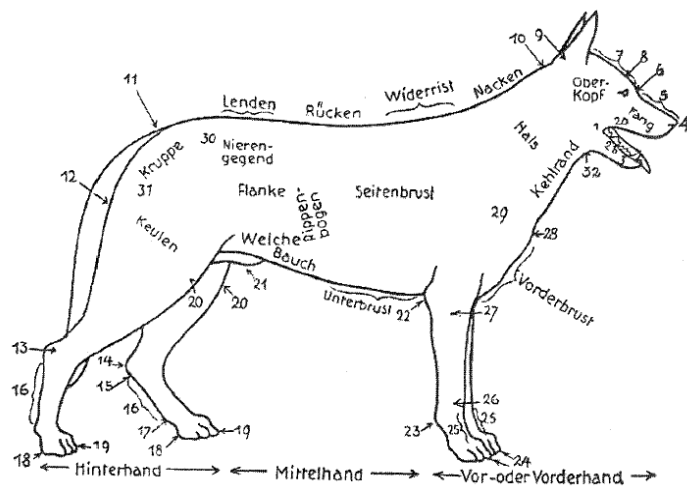 9
10
7
8
6
5
4
11
Lenden
Rücken
Widerrist
Nacken
Ober-
Kopf
Fang
1
20
28
Hals
Kehlrand
32
30
Nieren-
gegend
Kruppe
31
12
Flanke
Rippen-
bogen
Seitenbrust
29
28
Keulen
Welche
Bauch
20
20
21
Unterbrust
22
27
Vorderbrust
13
14
15
16
16
17
18
19
18
19
26
23
25
25
24
Hinterhand
Mittelhand
Vor-oder Vorderhand.